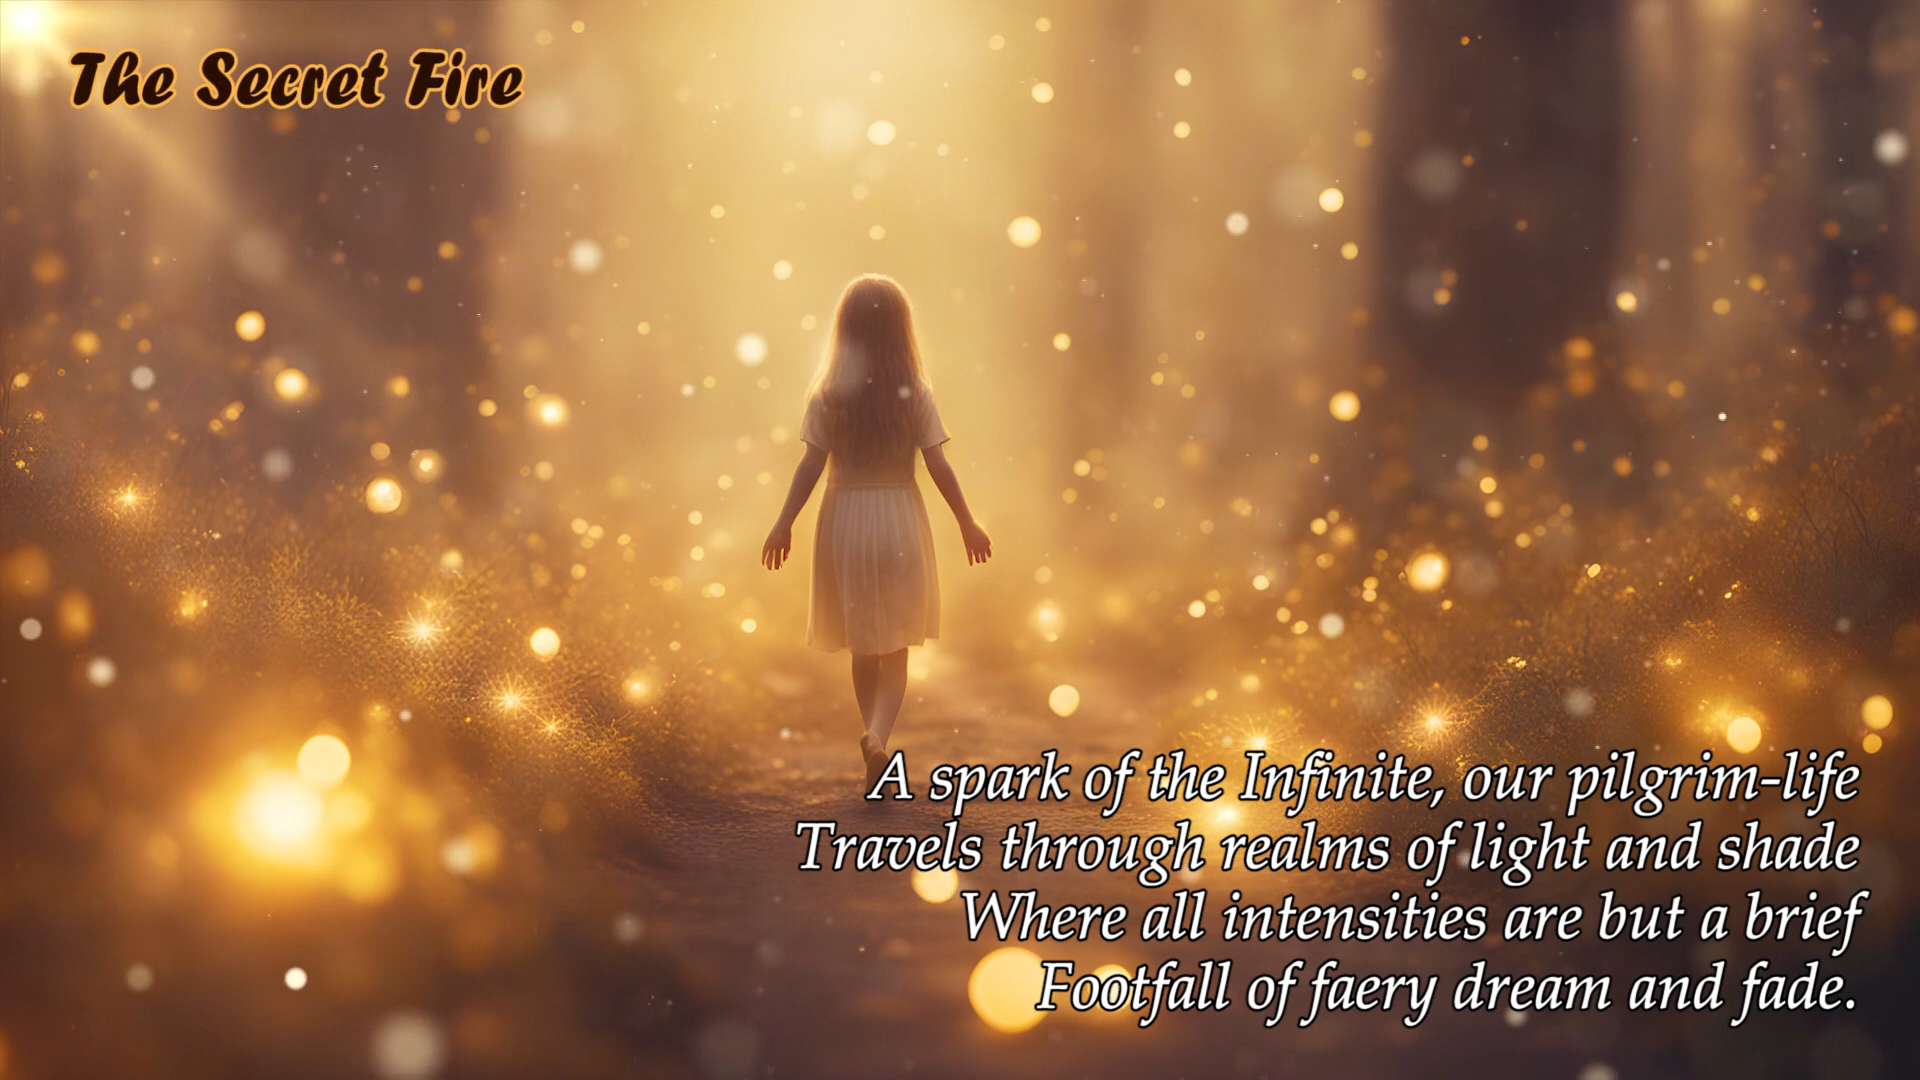 The Secret Fire
A spark of the Infinite, our pilgrim-life
Travels through realms of light and shade
Where all intensities are but a brief
Footfall of faery dream and fade.